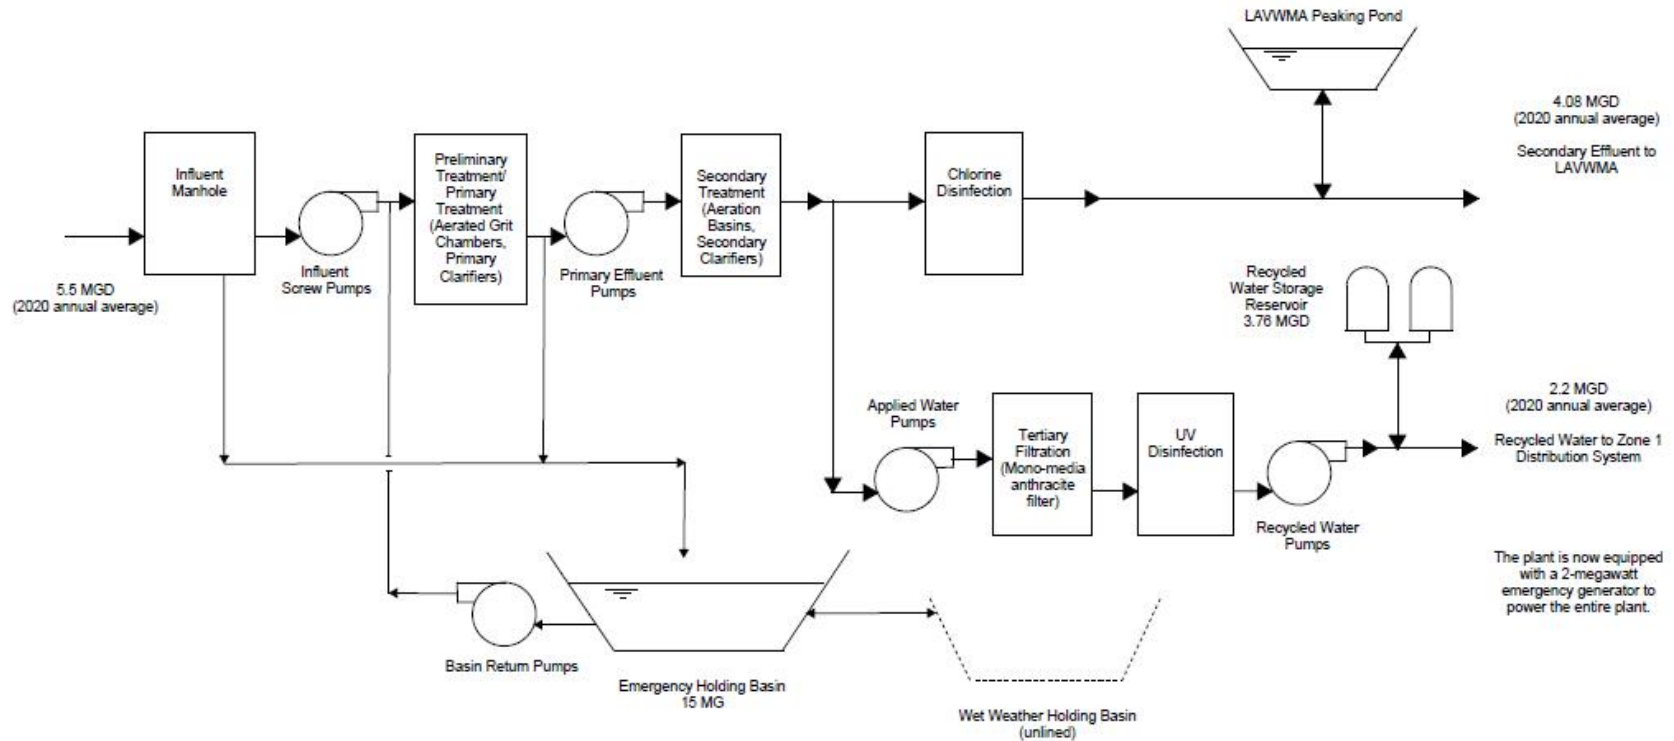 LAVWMA Peaking Pond
4.08 MGD
(2020 annual average)
Secondary Effluent to
LAVWMA
Influent
Manhole
Preliminary
Treatment/
Primary
Treatment
(Aerated Grit
Chambers,
Primary
Clarifiers)
Secondary
Treatment
(Aeration
Basins,
Secondary
Clarifiers)
Chlorine
Disinfection
5.5 MGD
(2020 annual average)
Influent
Screw Pumps
Primary Effluent
Pumps
Recycled
Water Storage
Reservoir
3.76 MGD
2.2 MGD
(2020 annual average)
Recycled Water to Zone 1
Distribution System
Applied Water
Pumps
Tertiary
Filtration
(Mono-media
anthracite
filter)
UV
Disinfection
Recycled Water
Pumps
The plant is now equipped
with a 2-megawatt
emergency generator to
power the entire plant.
Basin Return Pumps
Emergency Holding Basin
15 MG
Wet Weather Holding Basin
(unlined)